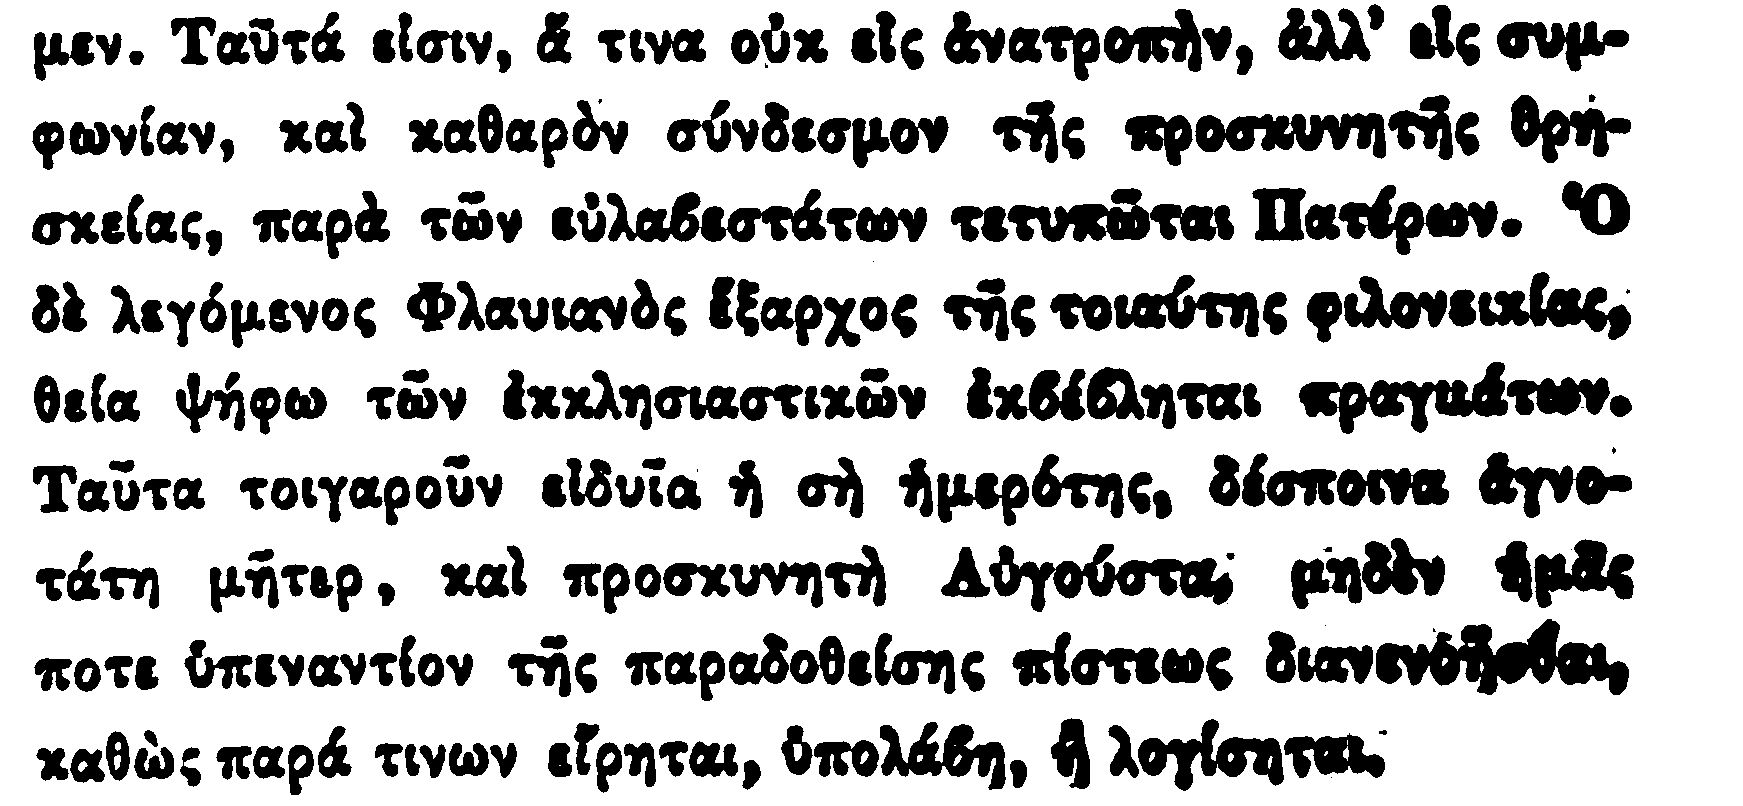 μεν. Ταῦτά εἰσιν, ἅ τινα οὐκ εἰς ἀνατροπὴν, ἀλλ' εἰς συμ-
φωνίαν, καὶ καθαρὸν σύνδεσμον τῆς προσκυνητῆς θρη-
σκείας, παρὰ τῶν εὐλαβεστάτων τετυπῶται Πατέρων. Ὁ
δὲ λεγόμενος Φλαυιανὸς ἔξαρχος τῆς τοιαύτης φιλονεικίας,
θεία ψήφω τῶν ἐκκλησιαστικῶν ἐκβέβληται πραγμάτων.
Ταῦτα τοιγαροῦν εἰδυῖα ἡ σὴ ἡμερότης, δέσποινα ἁγνο-
τάτη μῆτερ, καὶ προσκυνητὴ Αὐγούστα, μηδὲν ἡμᾶς
ποτε ὑπεναντίον τῆς παραδοθείσης πίστεως διανενοῆσθαι,
καθὼς παρά τινων εἴρηται, ὑπολάβη, ἢ λογίσηται.